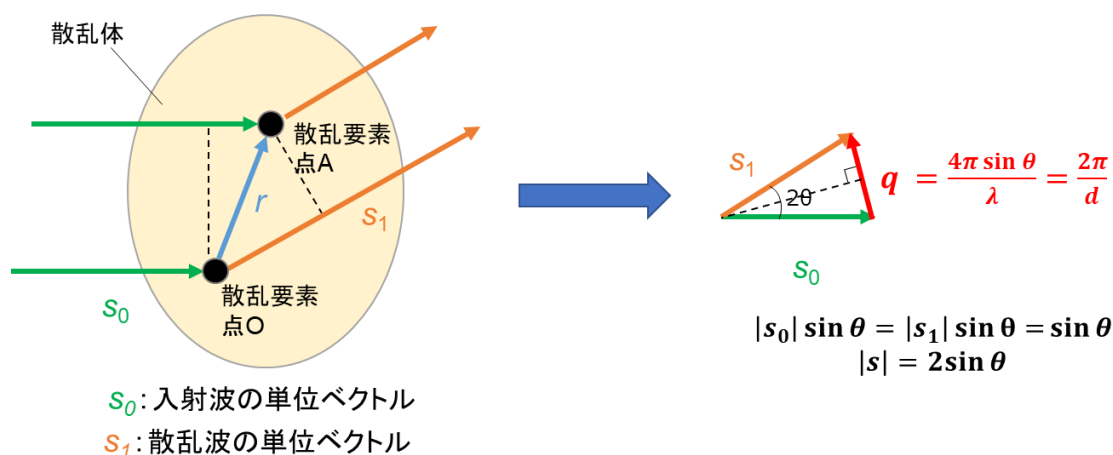 散乱体
散乱要素
点A
r
s₁
散乱要素
点O
s₀
s₀：入射波の単位ベクトル
s₁：散乱波の単位ベクトル
s₁
2θ
q = 4π sin θ / λ = 2π / d
s₀
|s₀| sin θ = |s₁| sin θ = sin θ
|s| = 2sin θ